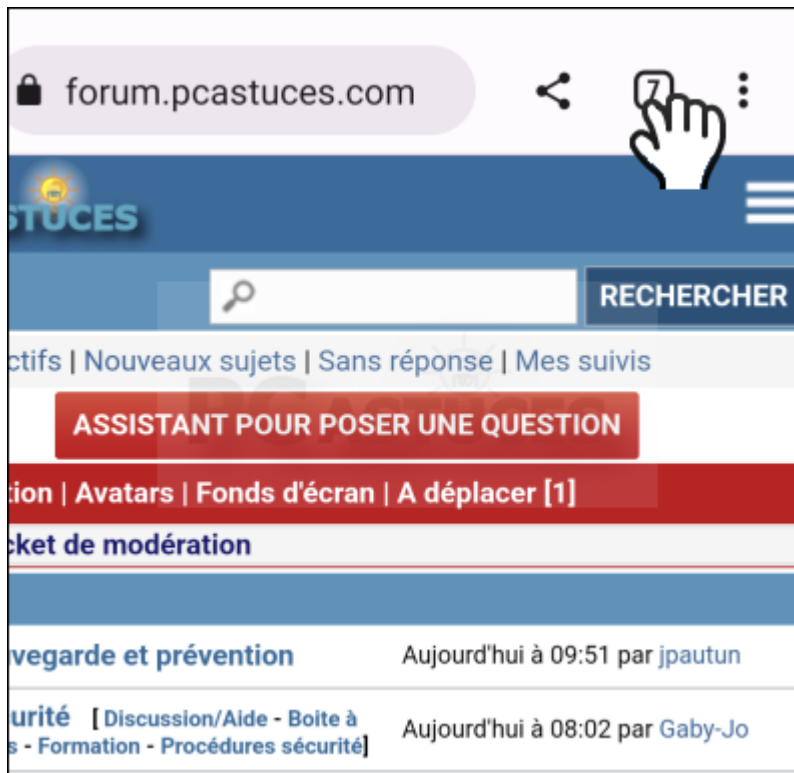 forum.pcastuces.com
7
STUCES
RECHERCHER
ctifs | Nouveaux sujets | Sans réponse | Mes suivis
PC ASTUCES
ASSISTANT POUR POSER UNE QUESTION
tion | Avatars | Fonds d'écran | A déplacer [1]
cket de modération
vegarde et prévention Aujourd'hui à 09:51 par jpautun
urité [ Discussion/Aide - Boite à
s - Formation - Procédures sécurité] Aujourd'hui à 08:02 par Gaby-Jo